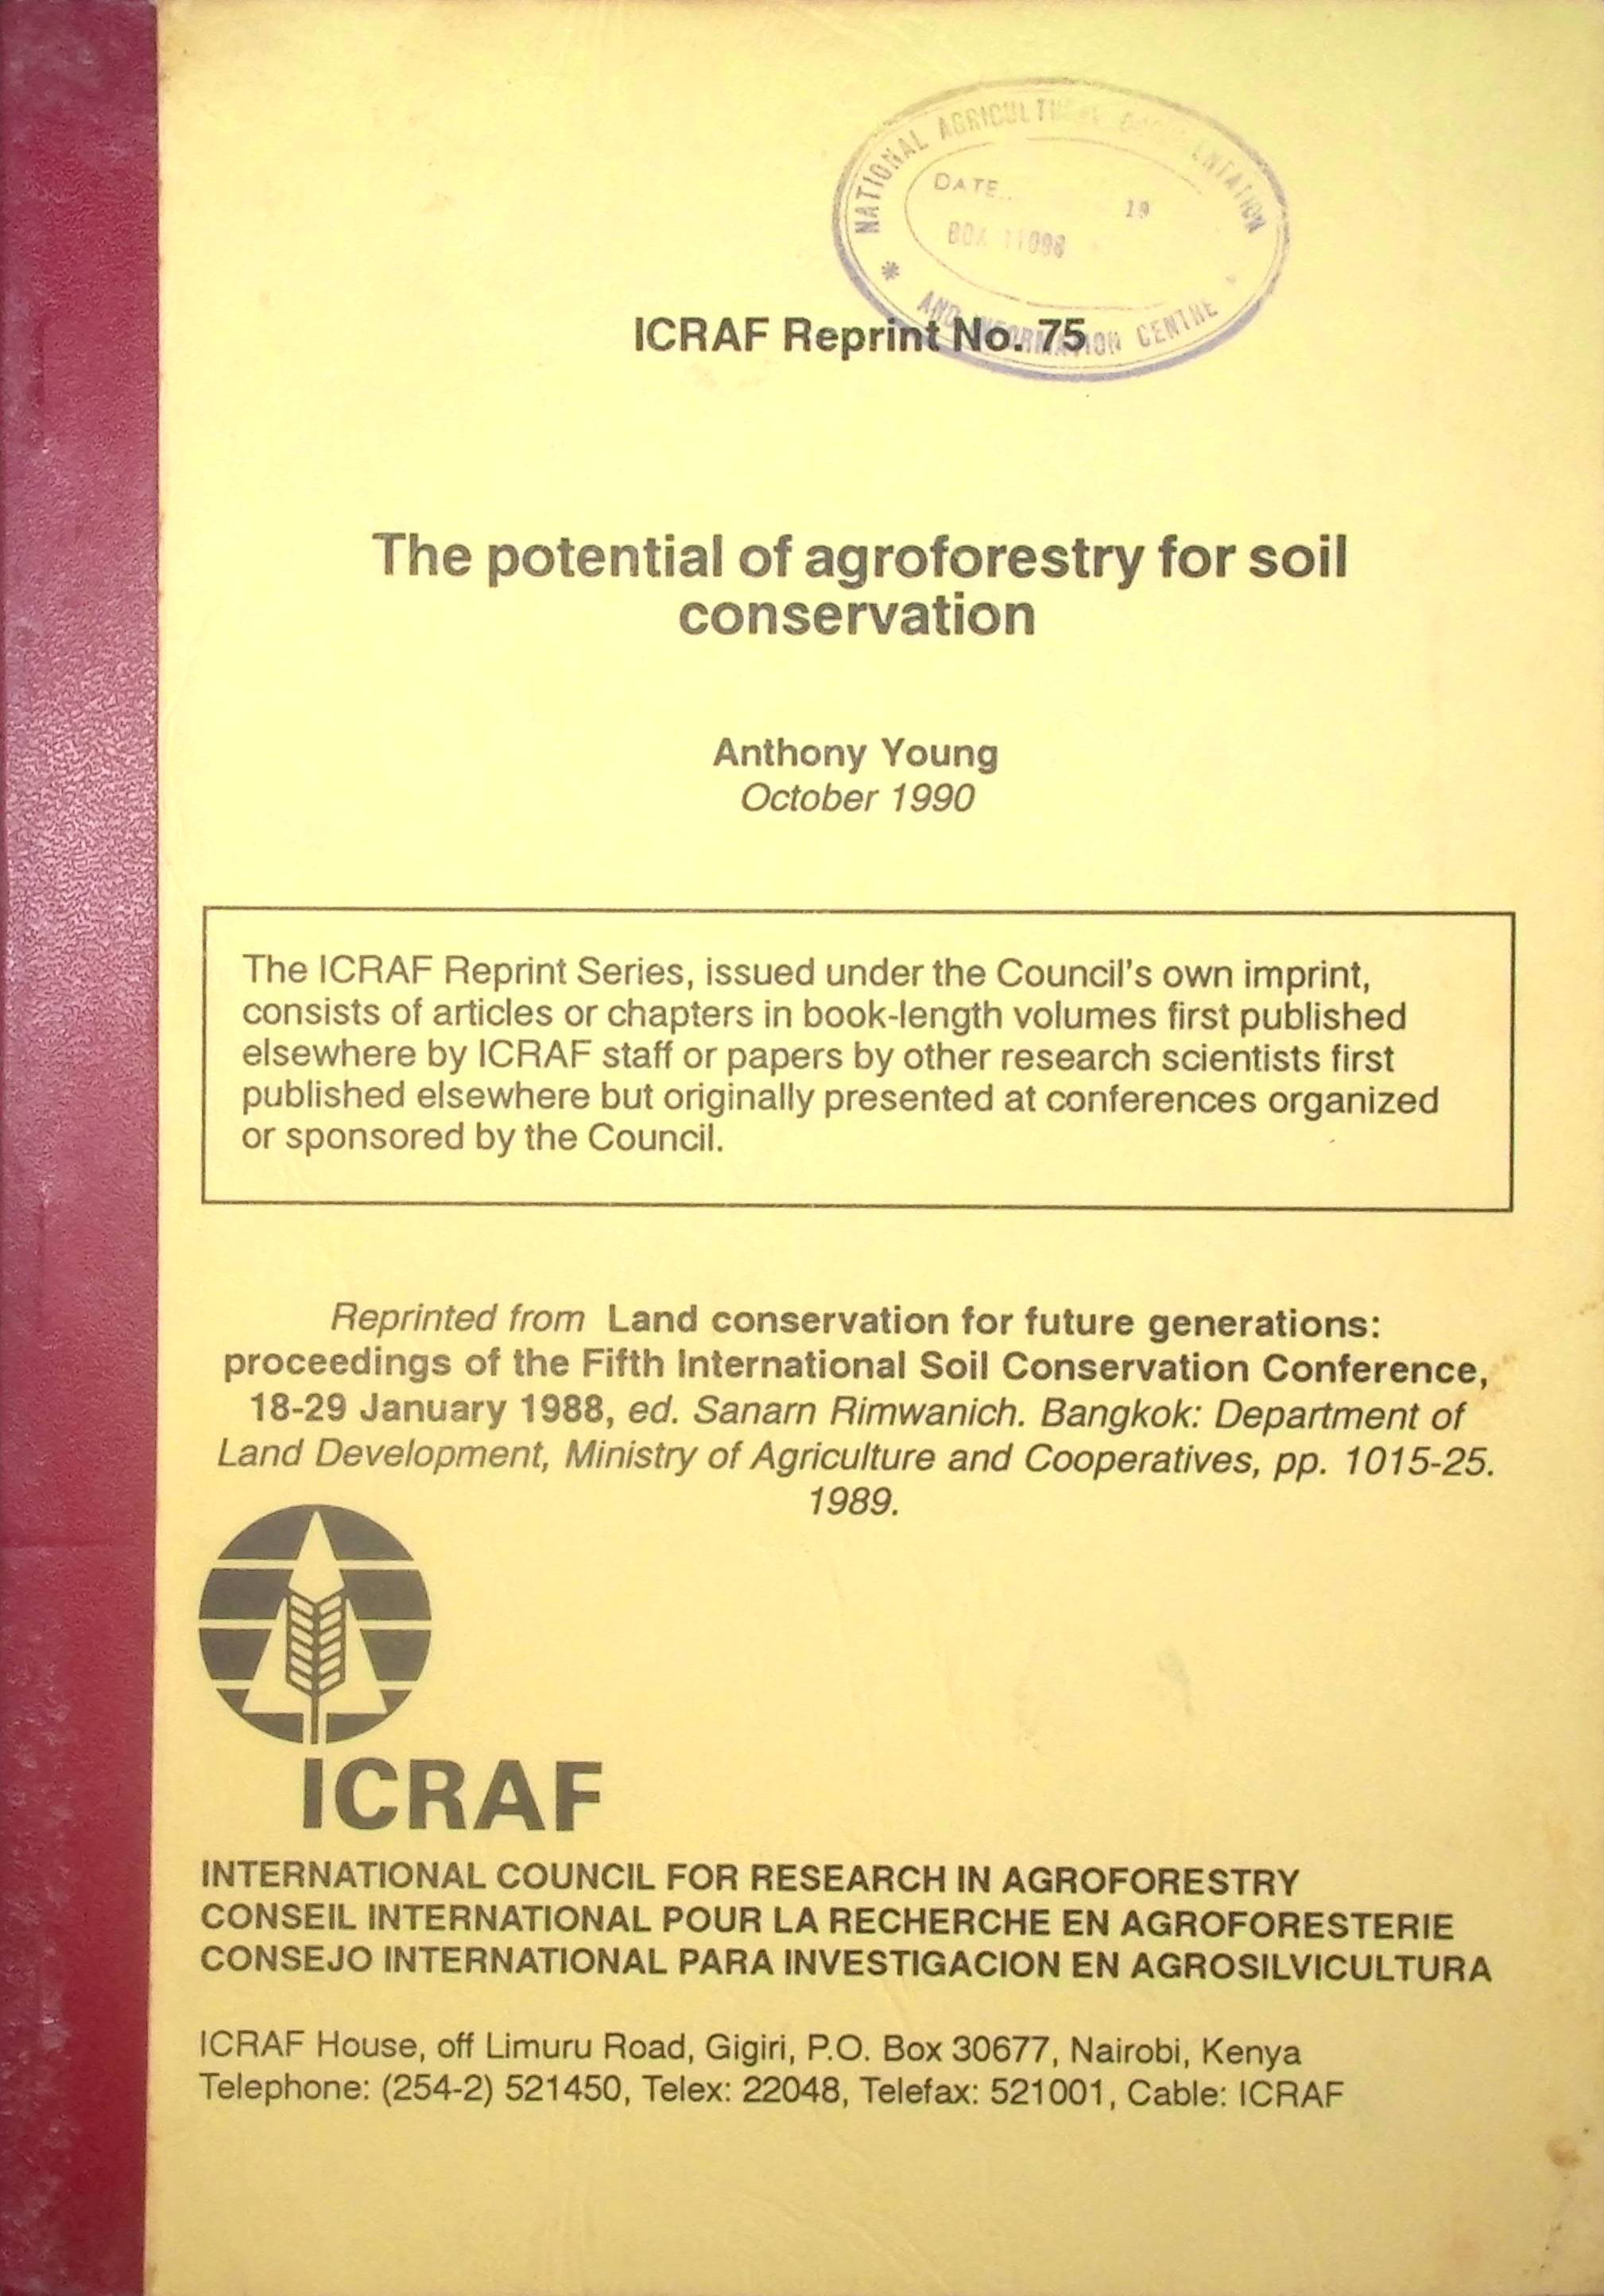 NATIONAL AGRICULTURAL DOCUMENTATION
DATE 19
BOX
AND INFORMATION CENTRE
ICRAF Reprint No. 75
The potential of agroforestry for soil
conservation
Anthony Young
October 1990
The ICRAF Reprint Series, issued under the Council's own imprint,
consists of articles or chapters in book-length volumes first published
elsewhere by ICRAF staff or papers by other research scientists first
published elsewhere but originally presented at conferences organized
or sponsored by the Council.
Reprinted from Land conservation for future generations:
proceedings of the Fifth International Soil Conservation Conference,
18-29 January 1988, ed. Sanarn Rimwanich. Bangkok: Department of
Land Development, Ministry of Agriculture and Cooperatives, pp. 1015-25.
1989.
ICRAF
INTERNATIONAL COUNCIL FOR RESEARCH IN AGROFORESTRY
CONSEIL INTERNATIONAL POUR LA RECHERCHE EN AGROFORESTERIE
CONSEJO INTERNATIONAL PARA INVESTIGACION EN AGROSILVICULTURA
ICRAF House, off Limuru Road, Gigiri, P.O. Box 30677, Nairobi, Kenya
Telephone: (254-2) 521450, Telex: 22048, Telefax: 521001, Cable: ICRAF